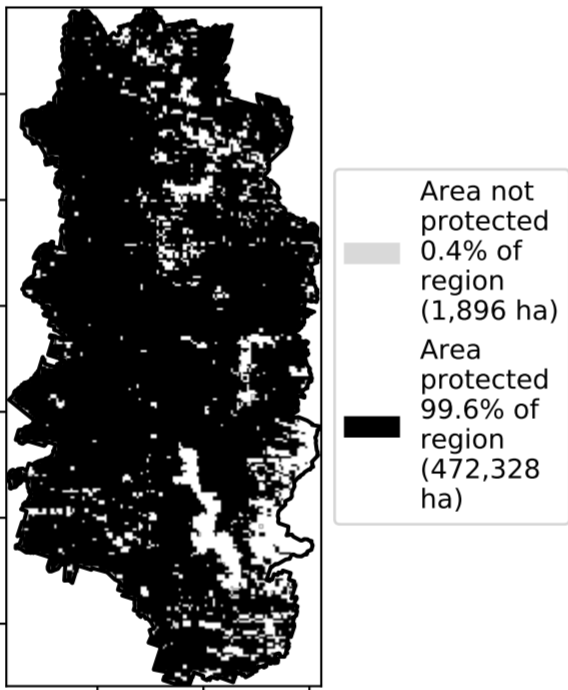 Area not
protected
0.4% of
region
(1,896 ha)
Area
protected
99.6% of
region
(472,328
ha)